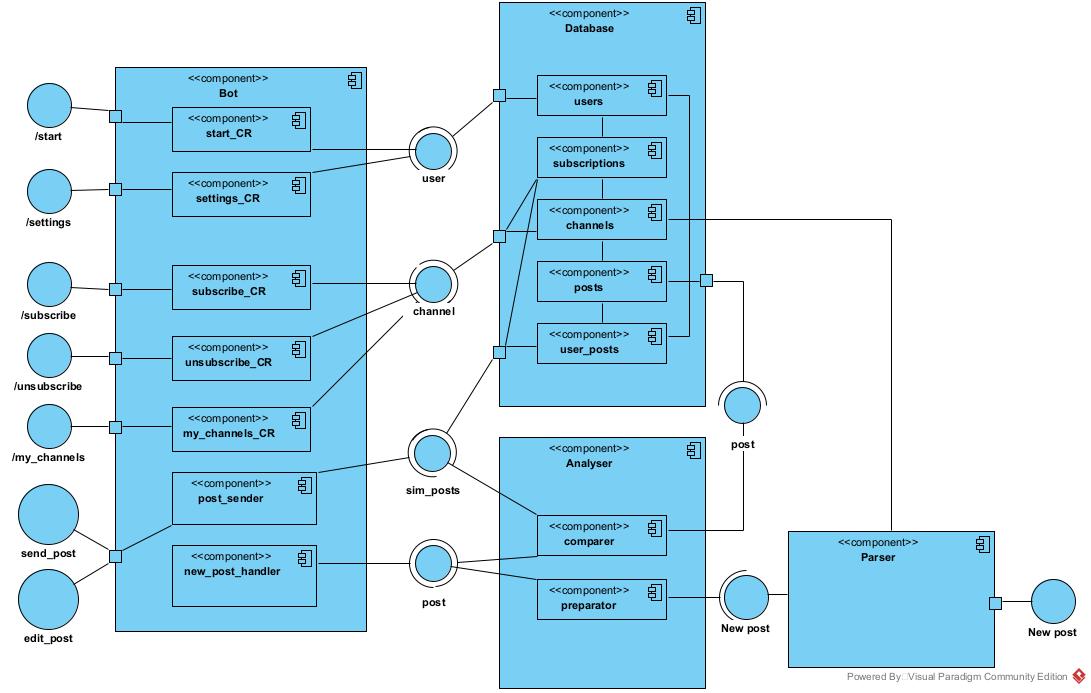 <<component>>
Bot
/start
<<component>>
start_CR
/settings
<<component>>
settings_CR
/subscribe
<<component>>
subscribe_CR
/unsubscribe
<<component>>
unsubscribe_CR
/my_channels
<<component>>
my_channels_CR
send_post
<<component>>
post_sender
edit_post
<<component>>
new_post_handler
user
channel
sim_posts
post
<<component>>
Database
<<component>>
users
<<component>>
subscriptions
<<component>>
channels
<<component>>
posts
<<component>>
user_posts
<<component>>
Analyser
<<component>>
comparer
<<component>>
preparator
post
New post
<<component>>
Parser
New post
Powered By Visual Paradigm Community Edition